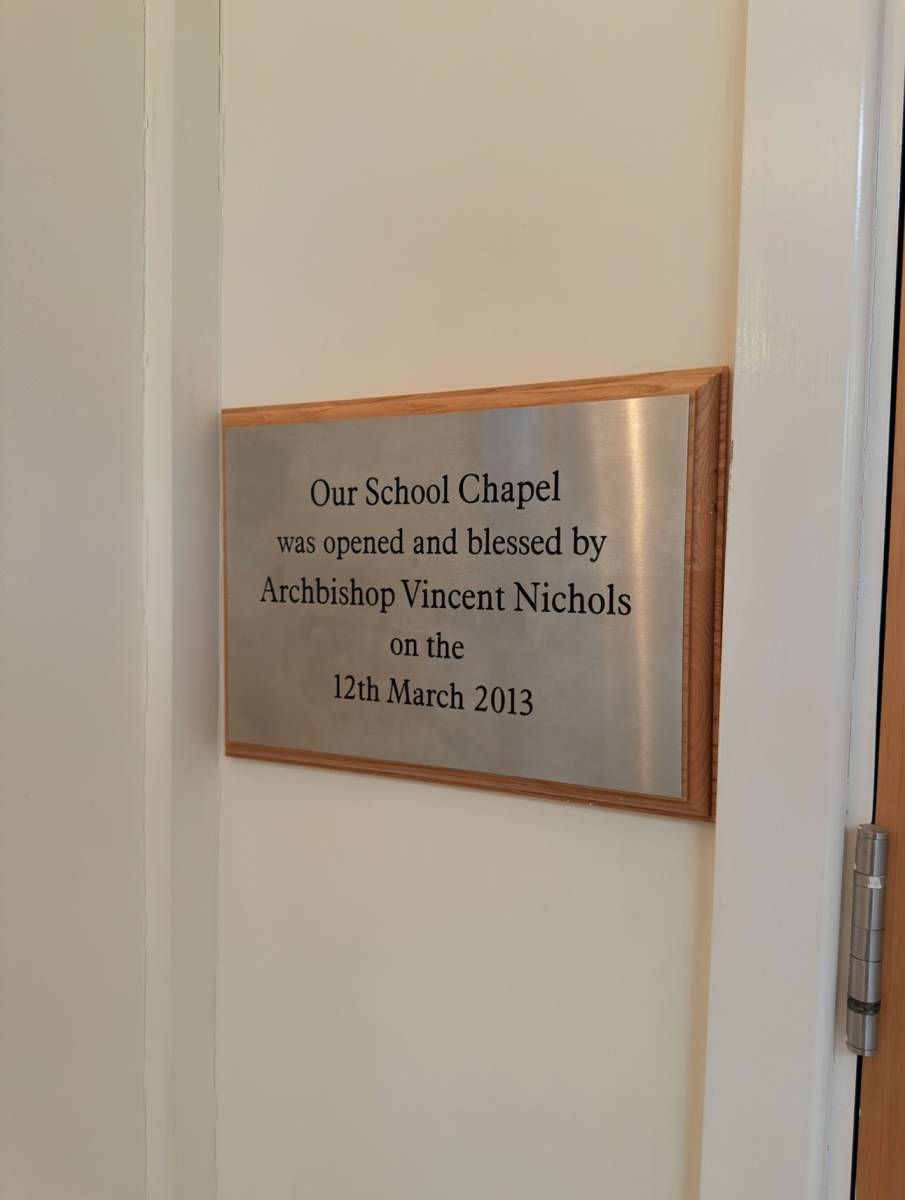 Our School Chapel
was opened and blessed by
Archbishop Vincent Nichols
on the
12th March 2013